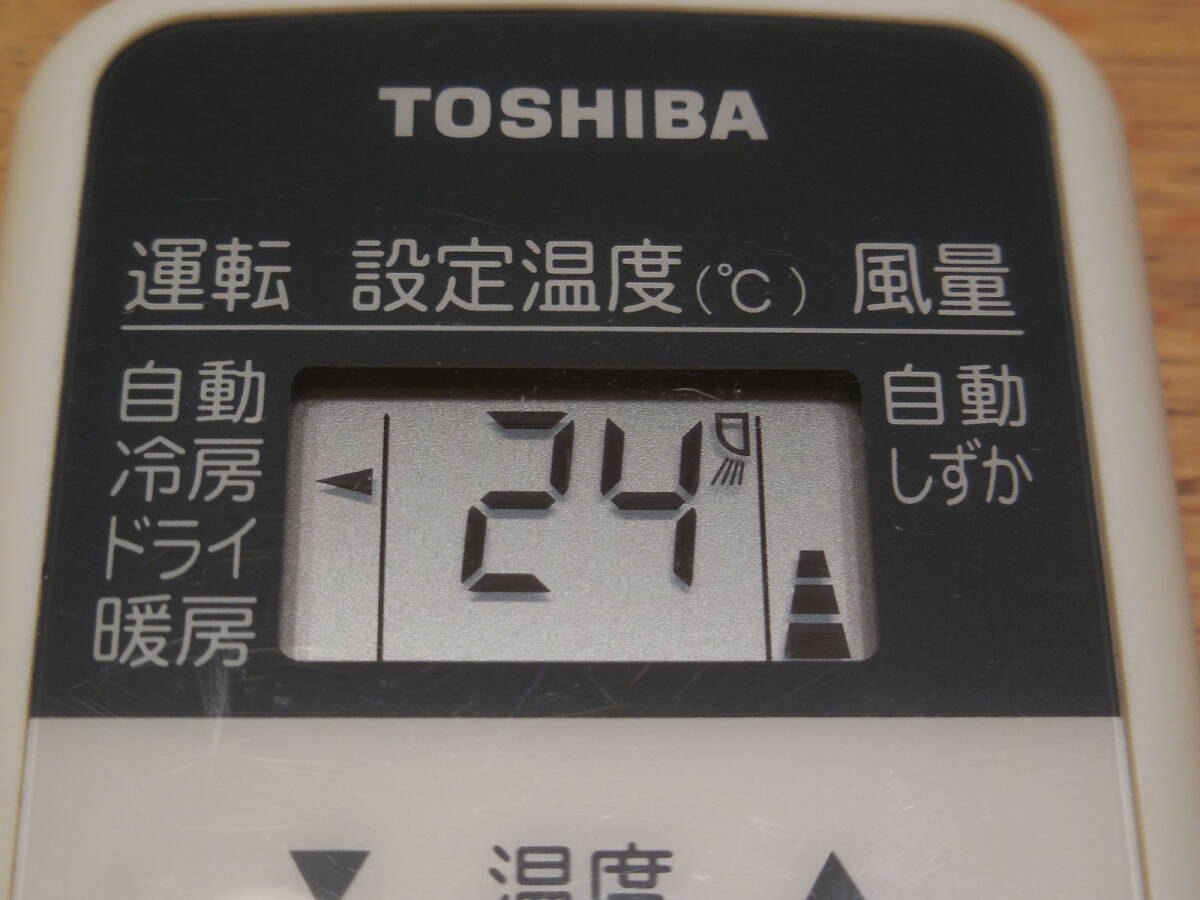 TOSHIBA
運転 設定温度(℃) 風量
自動
冷房
ドライ
暖房
24
自動
しずか
▼ 温度 ▲